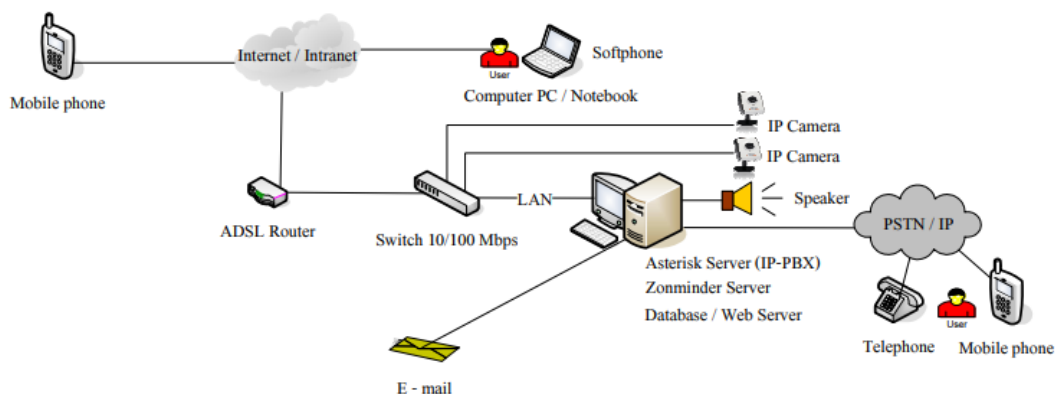 Internet / Intranet
Softphone
User
Mobile phone
Computer PC / Notebook
IP Camera
IP Camera
LAN
Speaker
ADSL Router
Switch 10/100 Mbps
PSTN / IP
Asterisk Server (IP-PBX)
Zonminder Server
Database / Web Server
User
Telephone
Mobile phone
E - mail